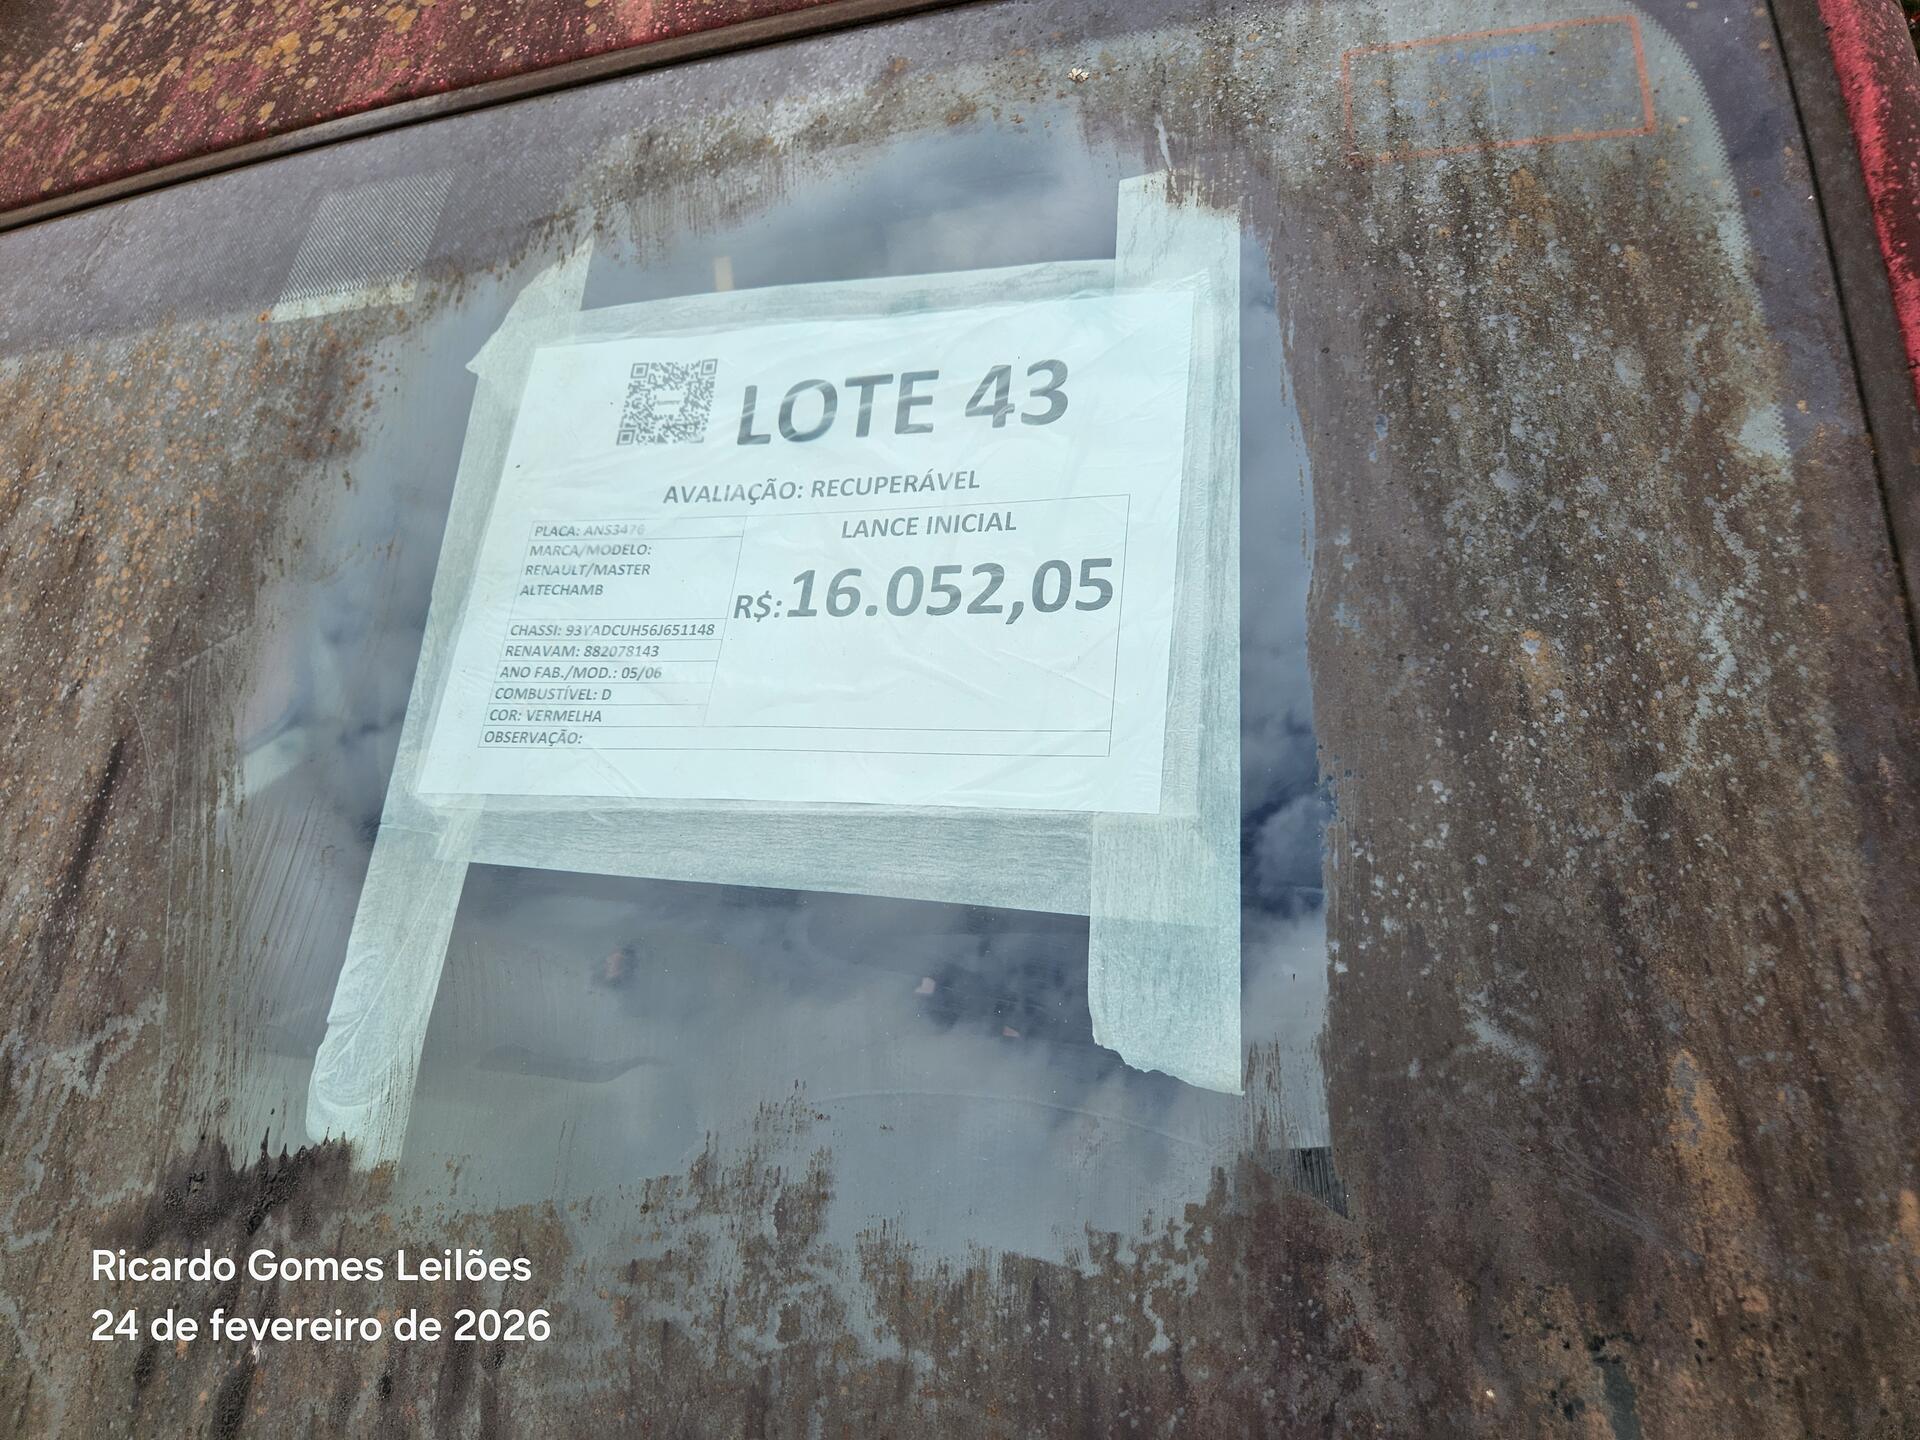 LOTE 43
AVALIAÇÃO: RECUPERÁVEL
PLACA: ANS3476
MARCA/MODELO:
RENAULT/MASTER
ALTECHAMB
CHASSI: 93YADCUH56J651148
RENAVAM: 882078143
ANO FAB./MOD.: 05/06
COMBUSTÍVEL: D
COR: VERMELHA
OBSERVAÇÃO:
LANCE INICIAL
R$:16.052,05
Ricardo Gomes Leilões
24 de fevereiro de 2026